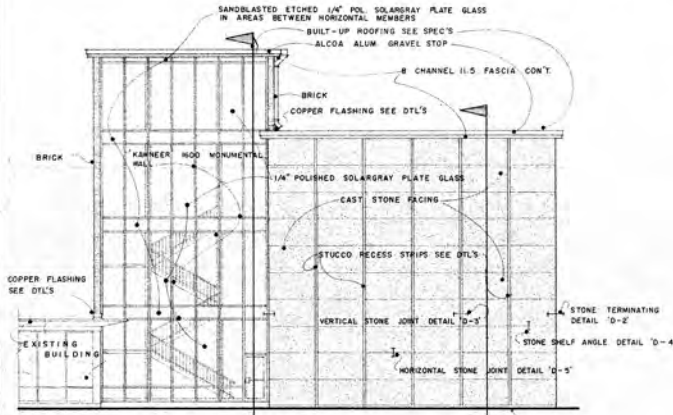 SANDBLASTED ETCHED 1/4" POL. SOLARGRAY PLATE GLASS
IN AREAS BETWEEN HORIZONTAL MEMBERS
BUILT-UP ROOFING SEE SPEC'S
ALCOA ALUM. GRAVEL STOP
8 CHANNEL 11.5 FASCIA CON'T.
BRICK
COPPER FLASHING SEE DTL'S
BRICK
KAWNEER 1600 MONUMENTAL
WALL
1/4" POLISHED SOLARGRAY PLATE GLASS
CAST STONE FACING
STUCCO RECESS STRIPS SEE DTL'S
COPPER FLASHING
SEE DTL'S
VERTICAL STONE JOINT DETAIL 'D-3'
STONE TERMINATING
DETAIL 'D-2'
EXISTING
BUILDING
STONE SHELF ANGLE DETAIL 'D-4'
HORIZONTAL STONE JOINT DETAIL 'D-5'